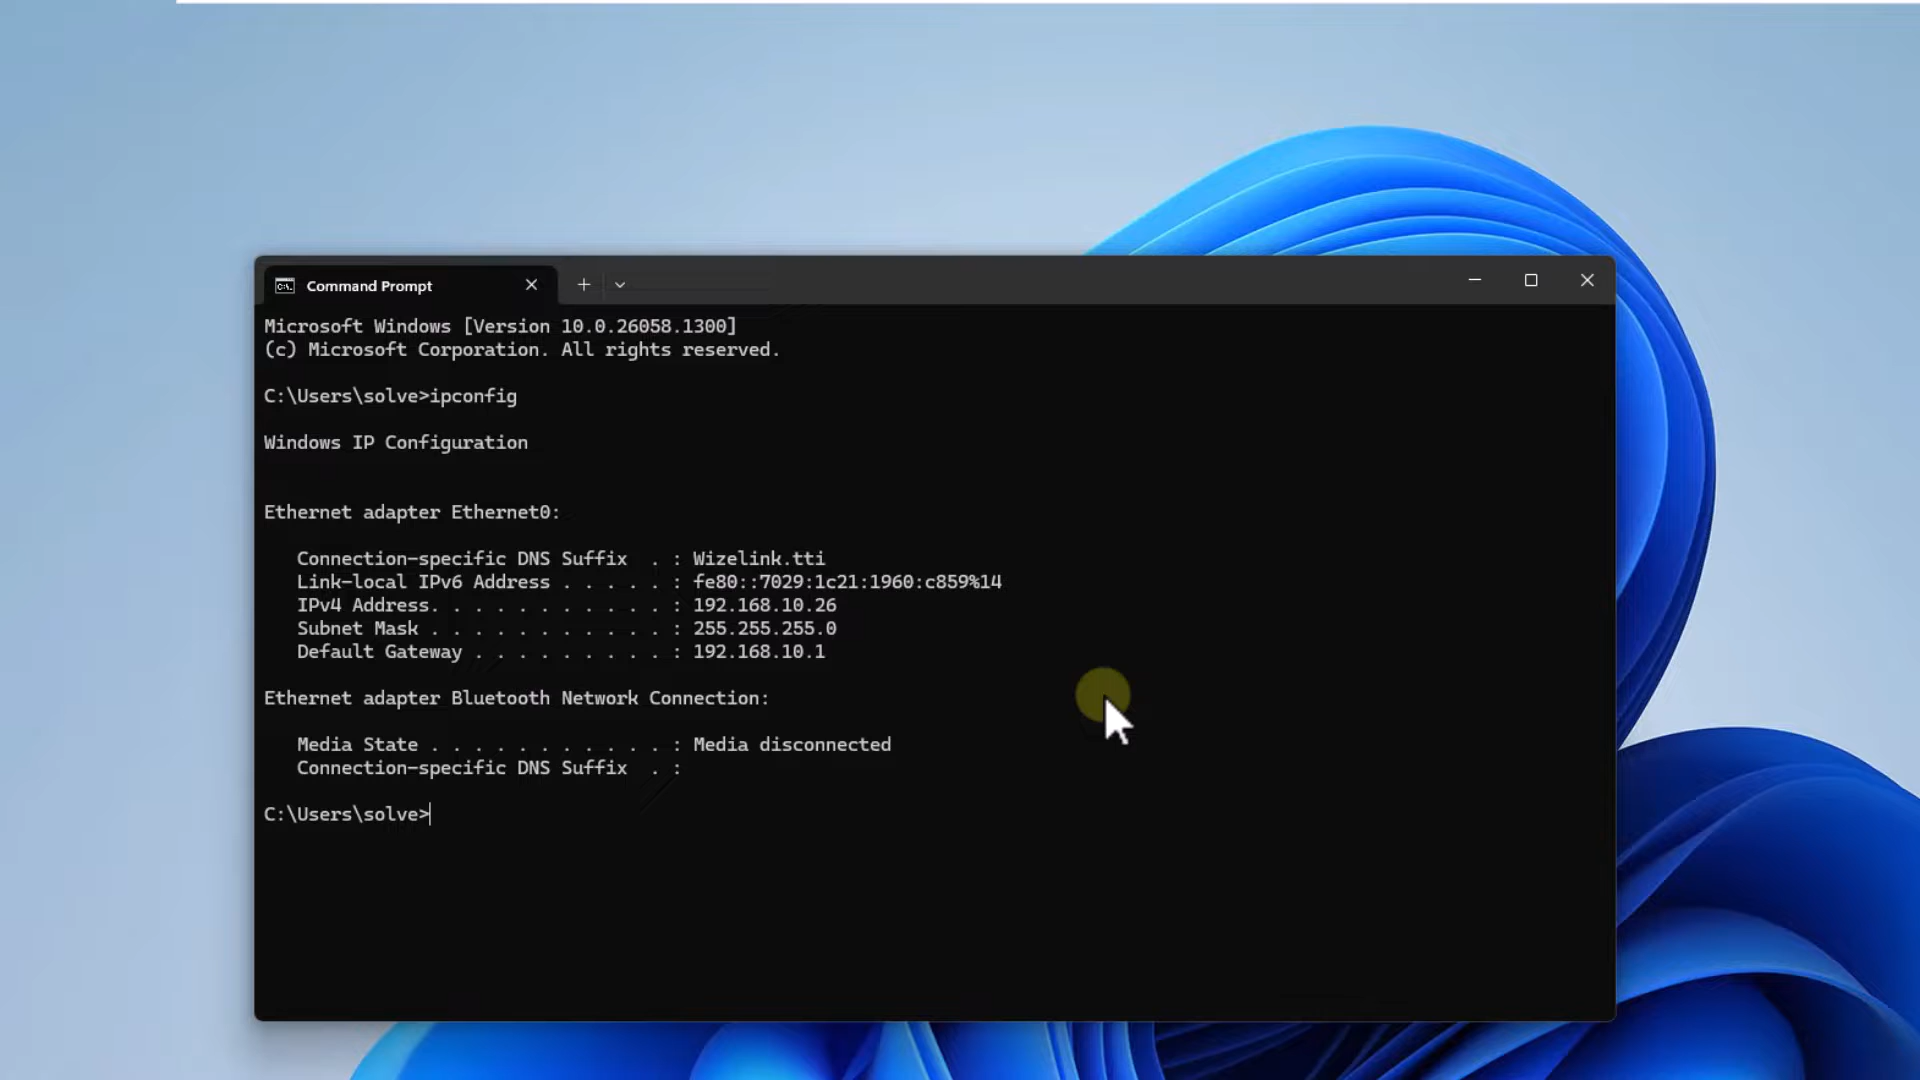 Command Prompt
Microsoft Windows [Version 10.0.26058.1300]
(c) Microsoft Corporation. All rights reserved.
C:\Users\solve>ipconfig
Windows IP Configuration
Ethernet adapter Ethernet0:
Connection-specific DNS Suffix  . : Wizelink.tti
Link-local IPv6 Address . . . . . : fe80::7029:1c21:1960:c859%14
IPv4 Address. . . . . . . . . . . : 192.168.10.26
Subnet Mask . . . . . . . . . . . : 255.255.255.0
Default Gateway . . . . . . . . . : 192.168.10.1
Ethernet adapter Bluetooth Network Connection:
Media State . . . . . . . . . . . : Media disconnected
Connection-specific DNS Suffix  . :
C:\Users\solve>